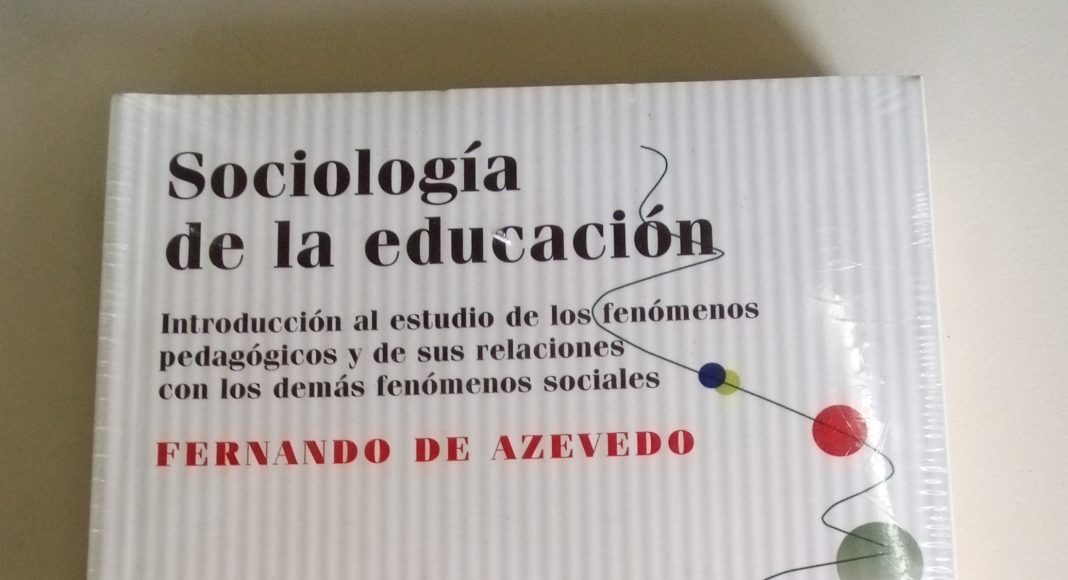 Sociología
de la educación
Introducción al estudio de los fenómenos
pedagógicos y de sus relaciones
con los demás fenómenos sociales
FERNANDO DE AZEVEDO